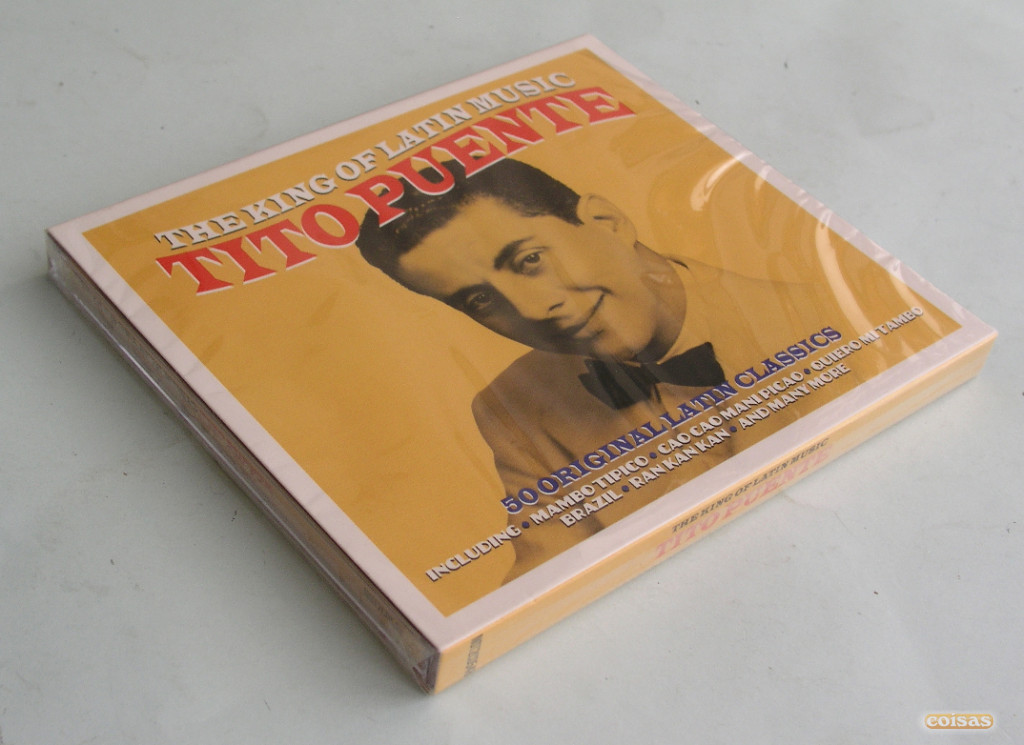 THE KING OF LATIN MUSIC
TITO PUENTE
50 ORIGINAL LATIN CLASSICS
INCLUDING • MAMBO TIPICO • CAO CAO MANI PICAO • QUIERO MI TAMBO
BRAZIL • RAN KAN KAN • AND MANY MORE
THE KING OF LATIN MUSIC
TITO PUENTE
coisas